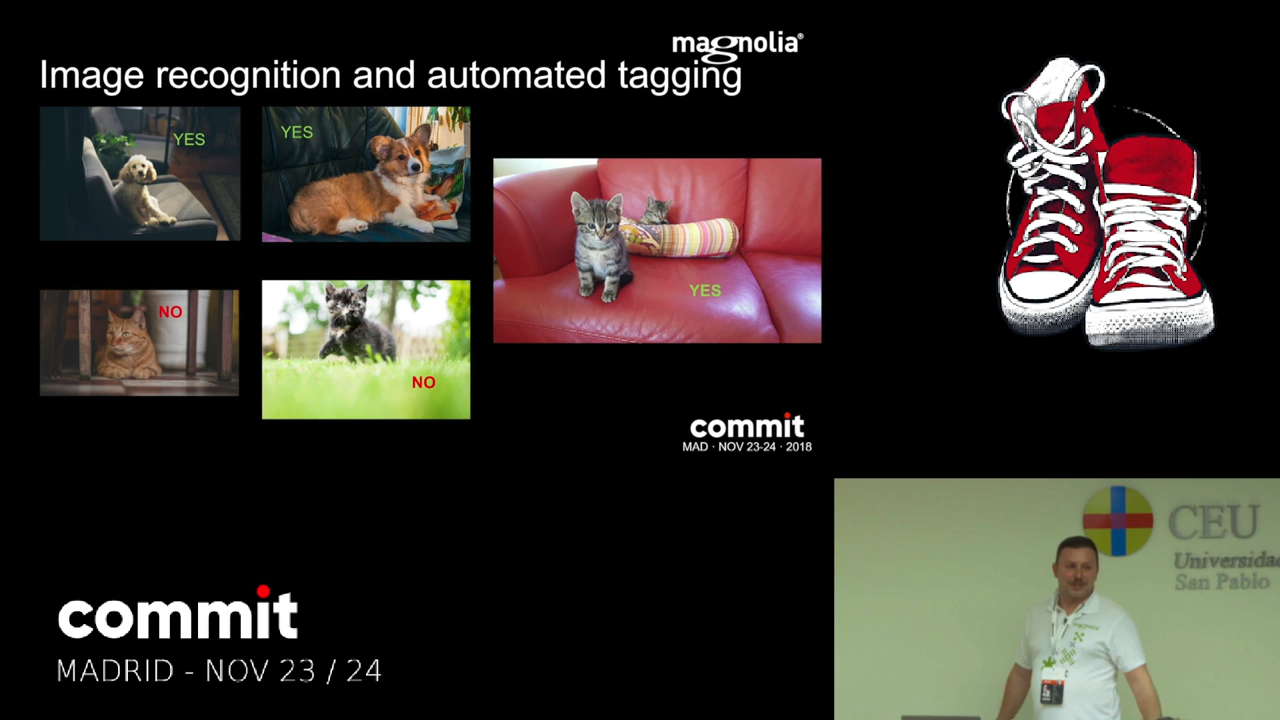 magnolia®
Image recognition and automated tagging
YES
YES
YES
NO
NO
commit
MAD · NOV 23-24 · 2018
commit
MADRID - NOV 23 / 24
CEU
Universidad
San Pablo